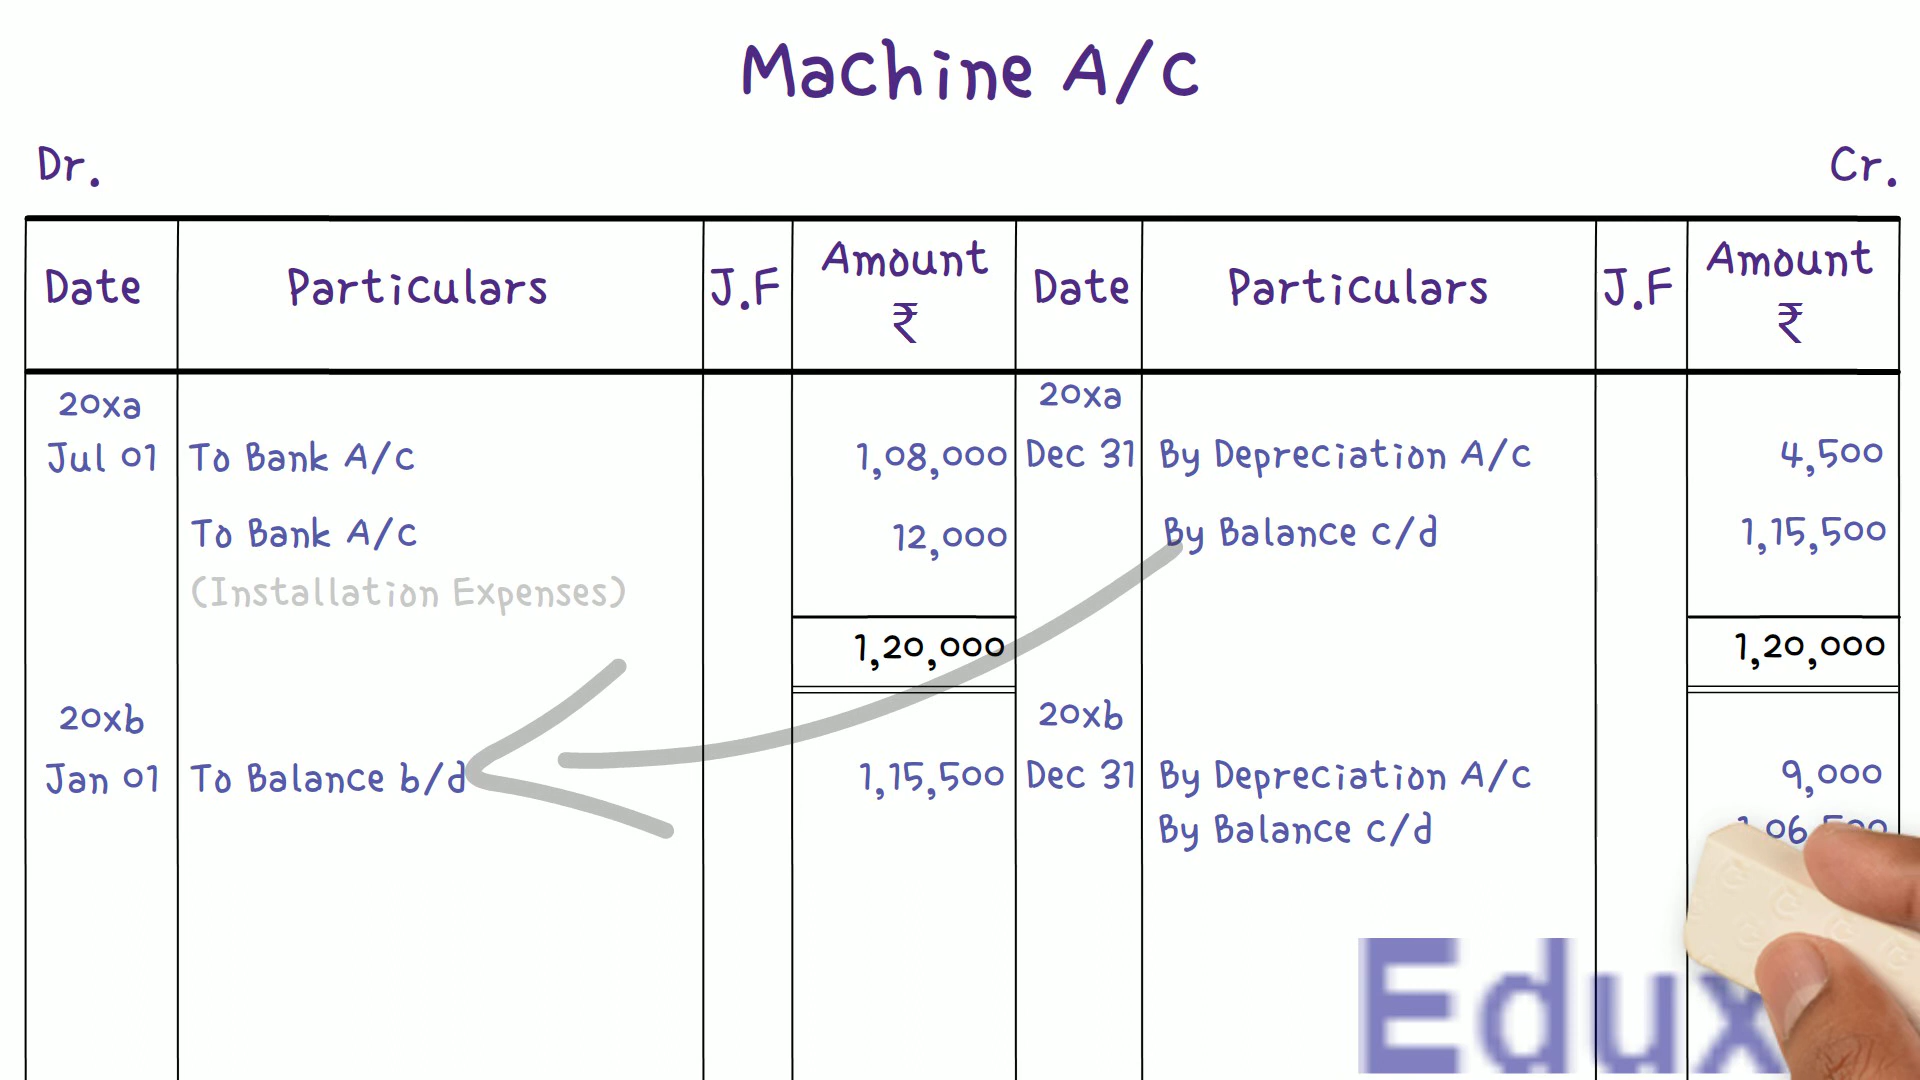 Machine A/c
Dr. Cr.
Date Particulars J.F Amount ₹ Date Particulars J.F Amount ₹
20xa 20xa
Jul 01 To Bank A/c 1,08,000 Dec 31 By Depreciation A/c 4,500
To Bank A/c 12,000 By Balance c/d 1,15,500
(Installation Expenses)
1,20,000 1,20,000
20xb 20xb
Jan 01 To Balance b/d 1,15,500 Dec 31 By Depreciation A/c 9,000
By Balance c/d
Edux